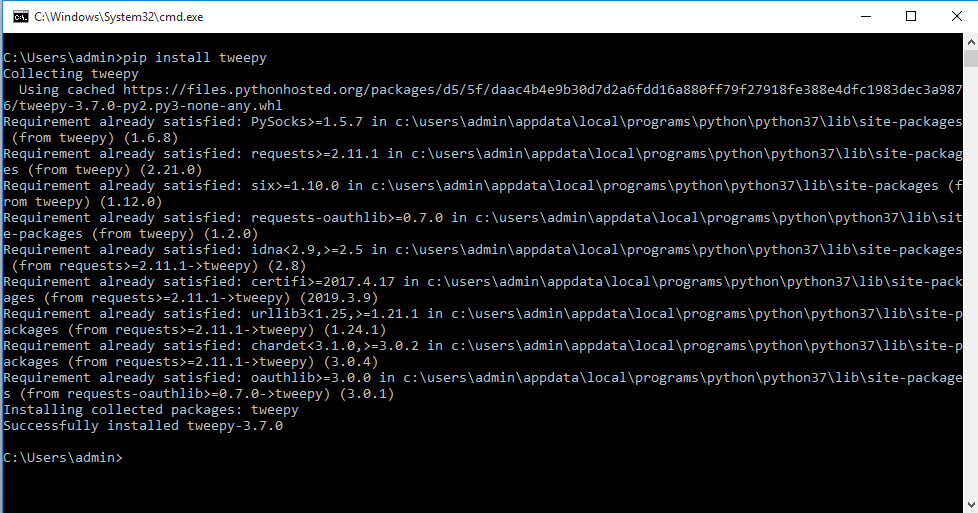 C:\Windows\System32\cmd.exe
C:\Users\admin>pip install tweepy
Collecting tweepy
  Using cached https://files.pythonhosted.org/packages/d5/5f/daac4b4e9b30d7d2a6fdd16a880ff79f27918fe388e4dfc1983dec3a987
6/tweepy-3.7.0-py2.py3-none-any.whl
Requirement already satisfied: PySocks>=1.5.7 in c:\users\admin\appdata\local\programs\python\python37\lib\site-packages
 (from tweepy) (1.6.8)
Requirement already satisfied: requests>=2.11.1 in c:\users\admin\appdata\local\programs\python\python37\lib\site-packag
es (from tweepy) (2.21.0)
Requirement already satisfied: six>=1.10.0 in c:\users\admin\appdata\local\programs\python\python37\lib\site-packages (f
rom tweepy) (1.12.0)
Requirement already satisfied: requests-oauthlib>=0.7.0 in c:\users\admin\appdata\local\programs\python\python37\lib\sit
e-packages (from tweepy) (1.2.0)
Requirement already satisfied: idna<2.9,>=2.5 in c:\users\admin\appdata\local\programs\python\python37\lib\site-packages
 (from requests>=2.11.1->tweepy) (2.8)
Requirement already satisfied: certifi>=2017.4.17 in c:\users\admin\appdata\local\programs\python\python37\lib\site-pack
ages (from requests>=2.11.1->tweepy) (2019.3.9)
Requirement already satisfied: urllib3<1.25,>=1.21.1 in c:\users\admin\appdata\local\programs\python\python37\lib\site-p
ackages (from requests>=2.11.1->tweepy) (1.24.1)
Requirement already satisfied: chardet<3.1.0,>=3.0.2 in c:\users\admin\appdata\local\programs\python\python37\lib\site-p
ackages (from requests>=2.11.1->tweepy) (3.0.4)
Requirement already satisfied: oauthlib>=3.0.0 in c:\users\admin\appdata\local\programs\python\python37\lib\site-package
s (from requests-oauthlib>=0.7.0->tweepy) (3.0.1)
Installing collected packages: tweepy
Successfully installed tweepy-3.7.0
C:\Users\admin>